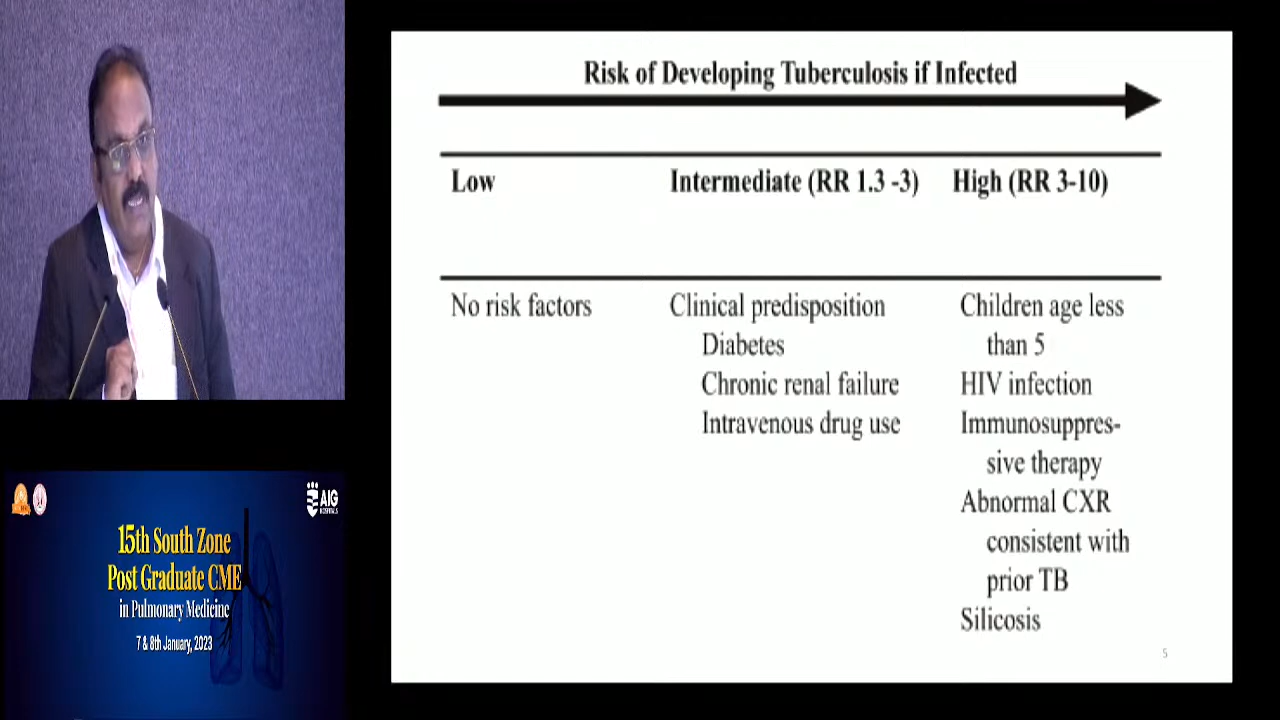 Risk of Developing Tuberculosis if Infected
Low
Intermediate (RR 1.3 -3)
High (RR 3-10)
No risk factors
Clinical predisposition
Diabetes
Chronic renal failure
Intravenous drug use
Children age less
than 5
HIV infection
Immunosuppres-
sive therapy
Abnormal CXR
consistent with
prior TB
Silicosis
5
AIG
HOSPITALS
15th South Zone
Post Graduate CME
in Pulmonary Medicine
7 & 8th January, 2023